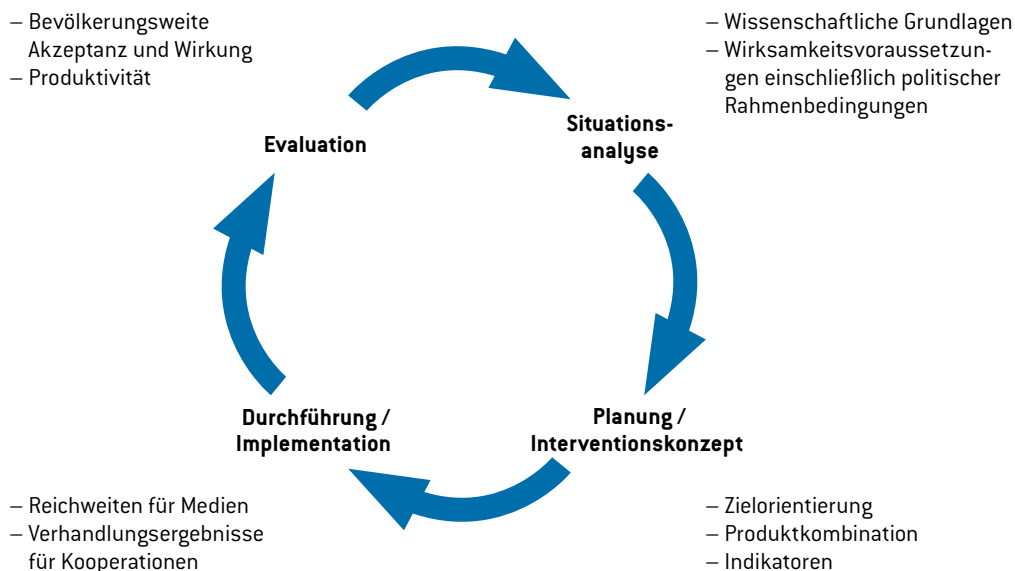 – Bevölkerungsweite
Akzeptanz und Wirkung
– Produktivität
– Wissenschaftliche Grundlagen
– Wirksamkeitsvoraussetzun-
gen einschließlich politischer
Rahmenbedingungen
Evaluation
Situations-
analyse
Durchführung /
Implementation
Planung /
Interventionskonzept
– Reichweiten für Medien
– Verhandlungsergebnisse
für Kooperationen
– Zielorientierung
– Produktkombination
– Indikatoren